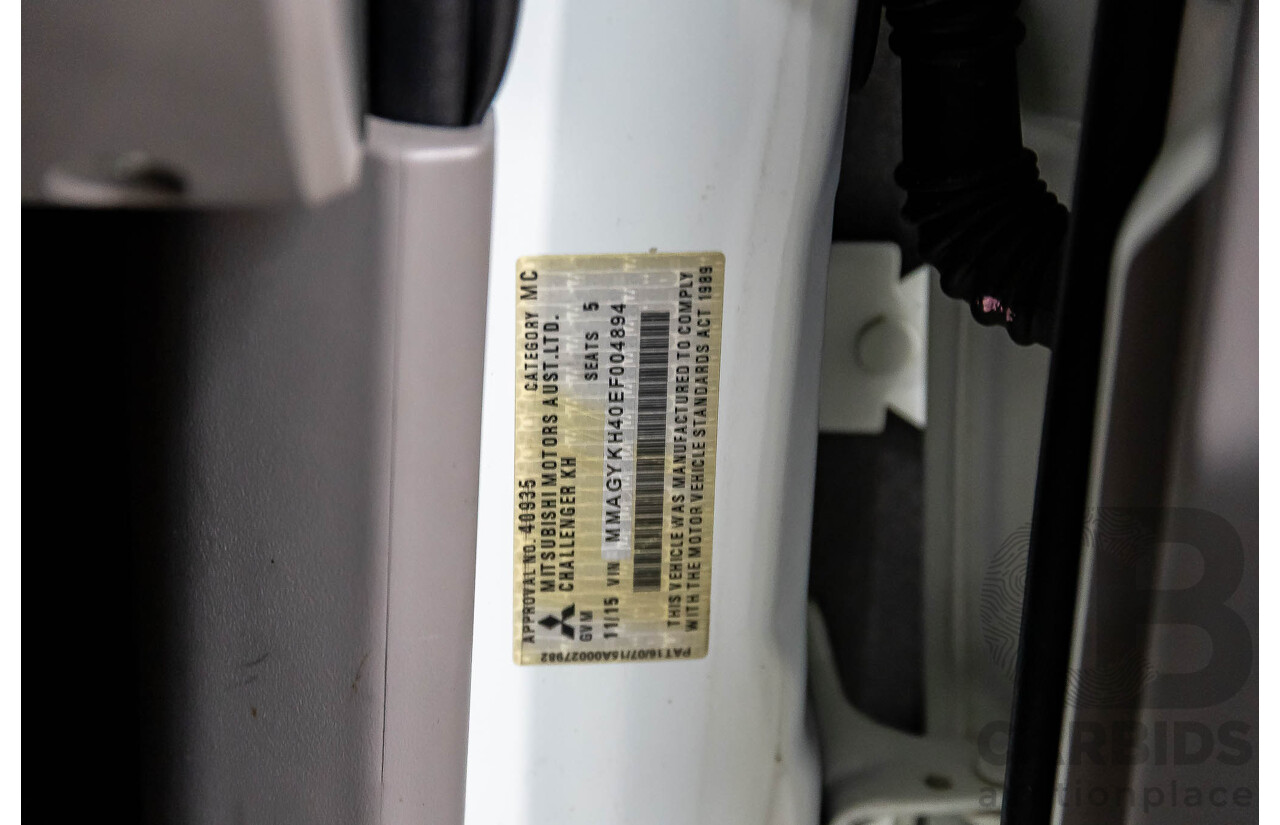 APPROVAL NO. 40935 CATEGORY MC
MITSUBISHI MOTORS AUST.LTD.
CHALLENGER KH
GVM SEATS 5
11/15 VIN MMAGYKH40EF004894
THIS VEHICLE WAS MANUFACTURED TO COMPLY
WITH THE MOTOR VEHICLE STANDARDS ACT 1989
PAT16/07/15A00027982
CARBIDS
auctionplace